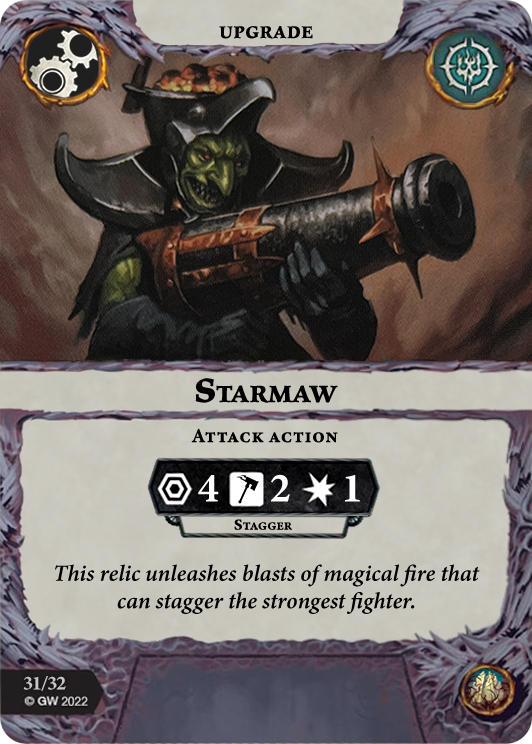 UPGRADE
STARMAW
ATTACK ACTION
4 2 1
STAGGER
This relic unleashes blasts of magical fire that
can stagger the strongest fighter.
31/32
© GW 2022